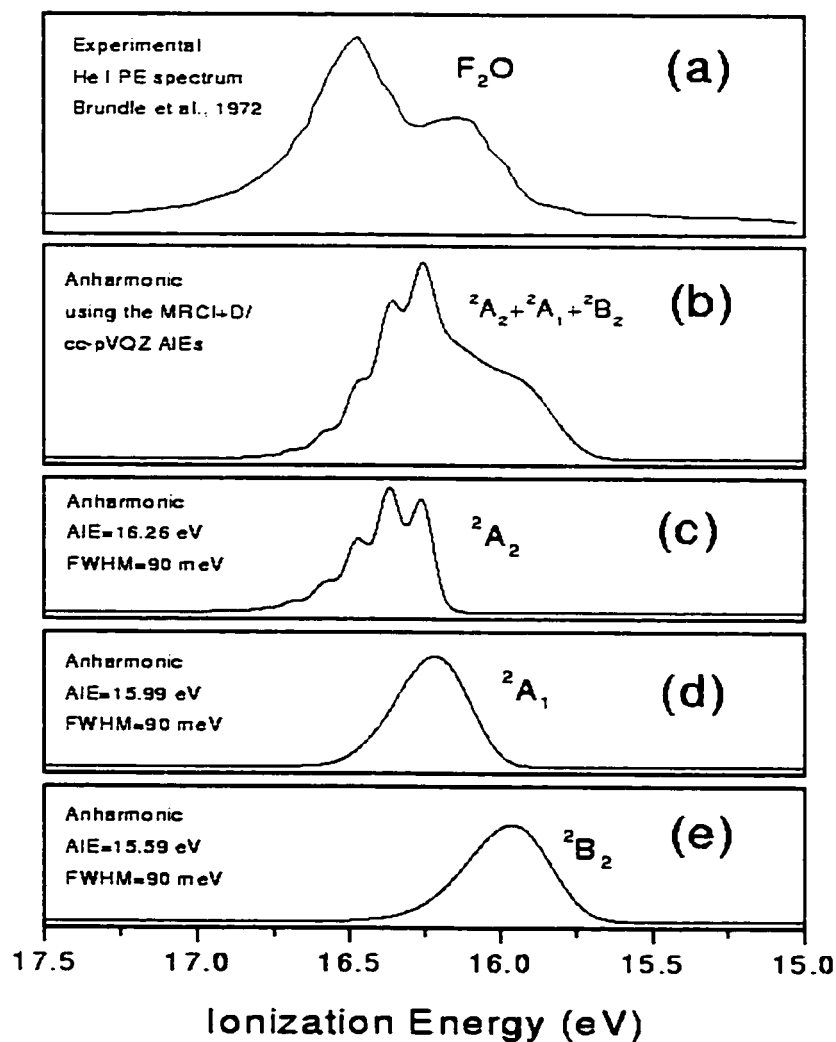 Experimental
He I PE spectrum
Brundle et al., 1972
F₂O
(a)
Anharmonic
using the MRCI+D/
cc-pVQZ AIEs
²A₂+²A₁+²B₂
(b)
Anharmonic
AIE=16.26 eV
FWHM=90 meV
²A₂
(c)
Anharmonic
AIE=15.99 eV
FWHM=90 meV
²A₁
(d)
Anharmonic
AIE=15.59 eV
FWHM=90 meV
²B₂
(e)
17.5 17.0 16.5 16.0 15.5 15.0
Ionization Energy (eV)